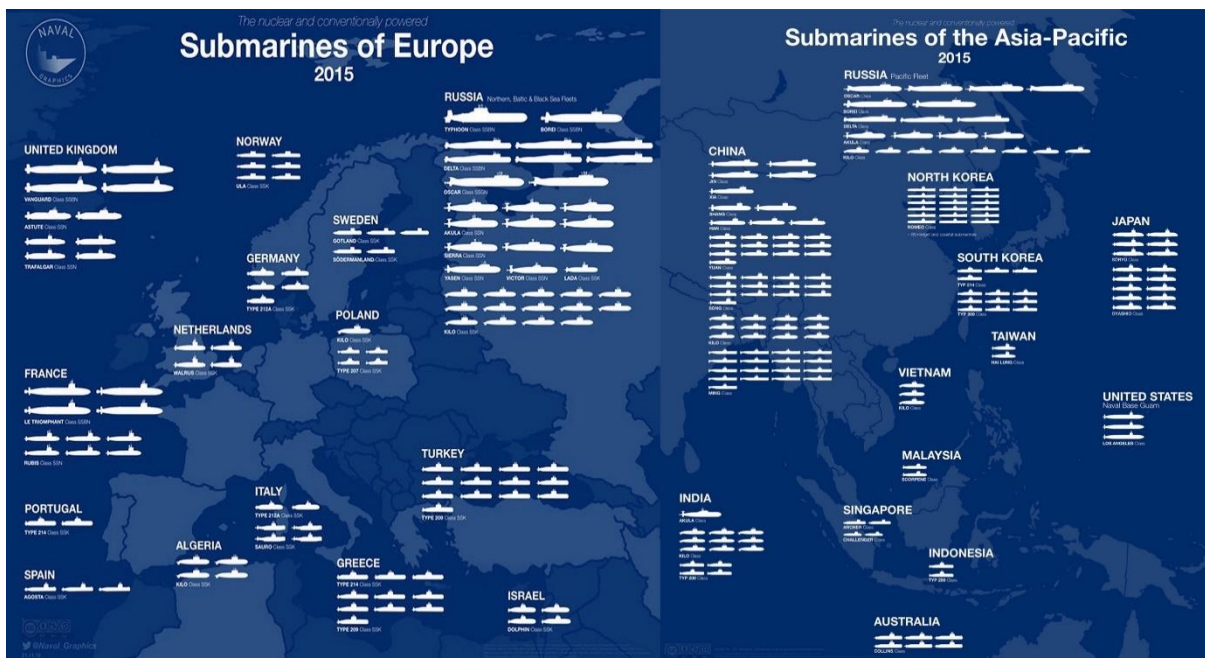 NAVAL
GRAPHICS
The nuclear and conventionally powered
Submarines of Europe
2015
RUSSIA Northern, Baltic & Black Sea Fleets
TYPHOON Class SSBN
BOREI Class SSBN
DELTA Class SSBN
OSCAR Class SSGN
AKULA Class SSN
SIERRA Class SSN
YASEN Class SSN
VICTOR Class SSN
LADA Class SSK
KILO Class SSK
UNITED KINGDOM
VANGUARD Class SSBN
ASTUTE Class SSN
TRAFALGAR Class SSN
NORWAY
ULA Class SSK
SWEDEN
GOTLAND Class SSK
SÖDERMANLAND Class SSK
GERMANY
TYPE 212A Class SSK
POLAND
KILO Class SSK
TYPE 207 Class SSK
NETHERLANDS
WALRUS Class SSK
FRANCE
LE TRIOMPHANT Class SSBN
RUBIS Class SSN
TURKEY
TYPE 209 Class SSK
ITALY
TYPE 212A Class SSK
SAURO Class SSK
PORTUGAL
TYPE 214 Class SSK
ALGERIA
KILO Class SSK
SPAIN
AGOSTA Class SSK
GREECE
TYPE 214 Class SSK
TYPE 209 Class SSK
ISRAEL
DOLPHIN Class SSK
@Naval_Graphics
The nuclear and conventionally powered
Submarines of the Asia-Pacific
2015
RUSSIA Pacific Fleet
OSCAR Class
BOREI Class
DELTA Class
AKULA Class
KILO Class
CHINA
JIN Class
XIA Class
SHANG Class
HAN Class
YUAN Class
SONG Class
KILO Class
MING Class
NORTH KOREA
ROMEO Class
JAPAN
SORYU Class
OYASHIO Class
SOUTH KOREA
TYP 214 Class
TYP 209 Class
TAIWAN
HAI LUNG Class
VIETNAM
KILO Class
UNITED STATES
Naval Base Guam
LOS ANGELES Class
MALAYSIA
SCORPENE Class
INDIA
AKULA Class
KILO Class
SINGAPORE
ARCHER Class
CHALLENGER Class
INDONESIA
AUSTRALIA
COLLINS Class